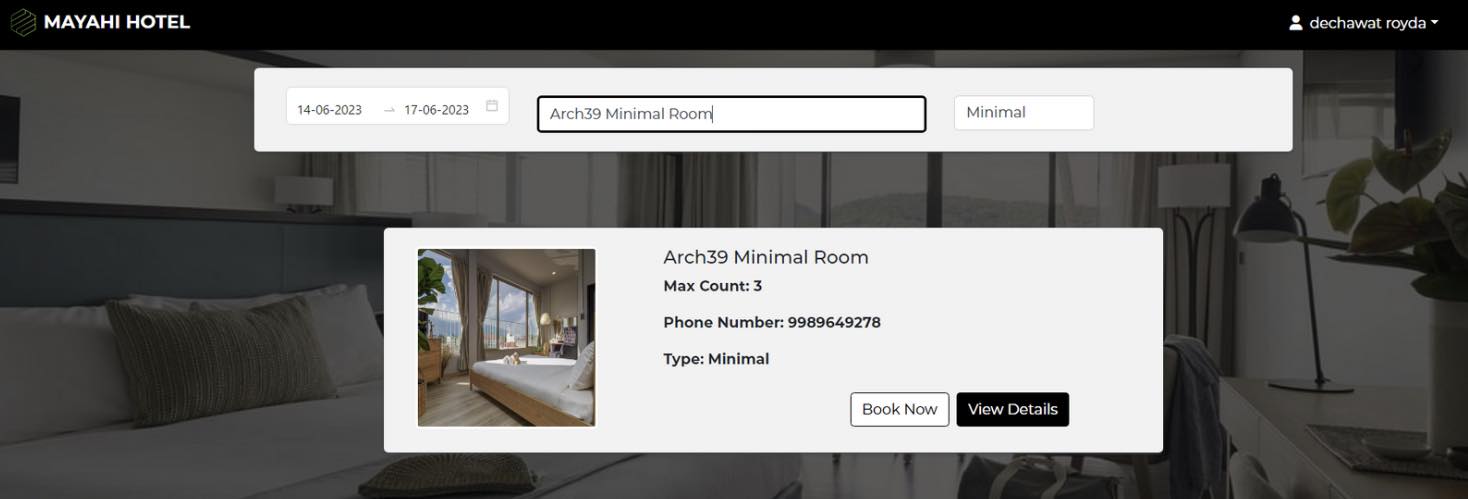 MAYAHI HOTEL
dechawat royda
14-06-2023 → 17-06-2023
Arch39 Minimal Room
Minimal
Arch39 Minimal Room
Max Count: 3
Phone Number: 9989649278
Type: Minimal
Book Now
View Details